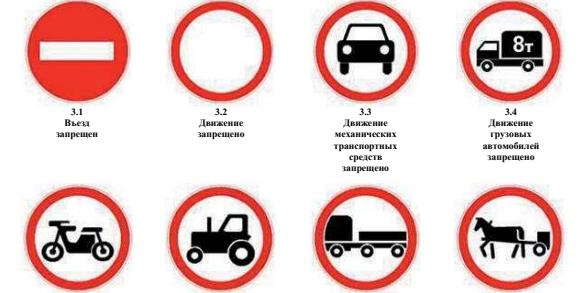 8т
3.1
Въезд
запрещен
3.2
Движение
запрещено
3.3
Движение
механических
транспортных
средств
запрещено
3.4
Движение
грузовых
автомобилей
запрещено